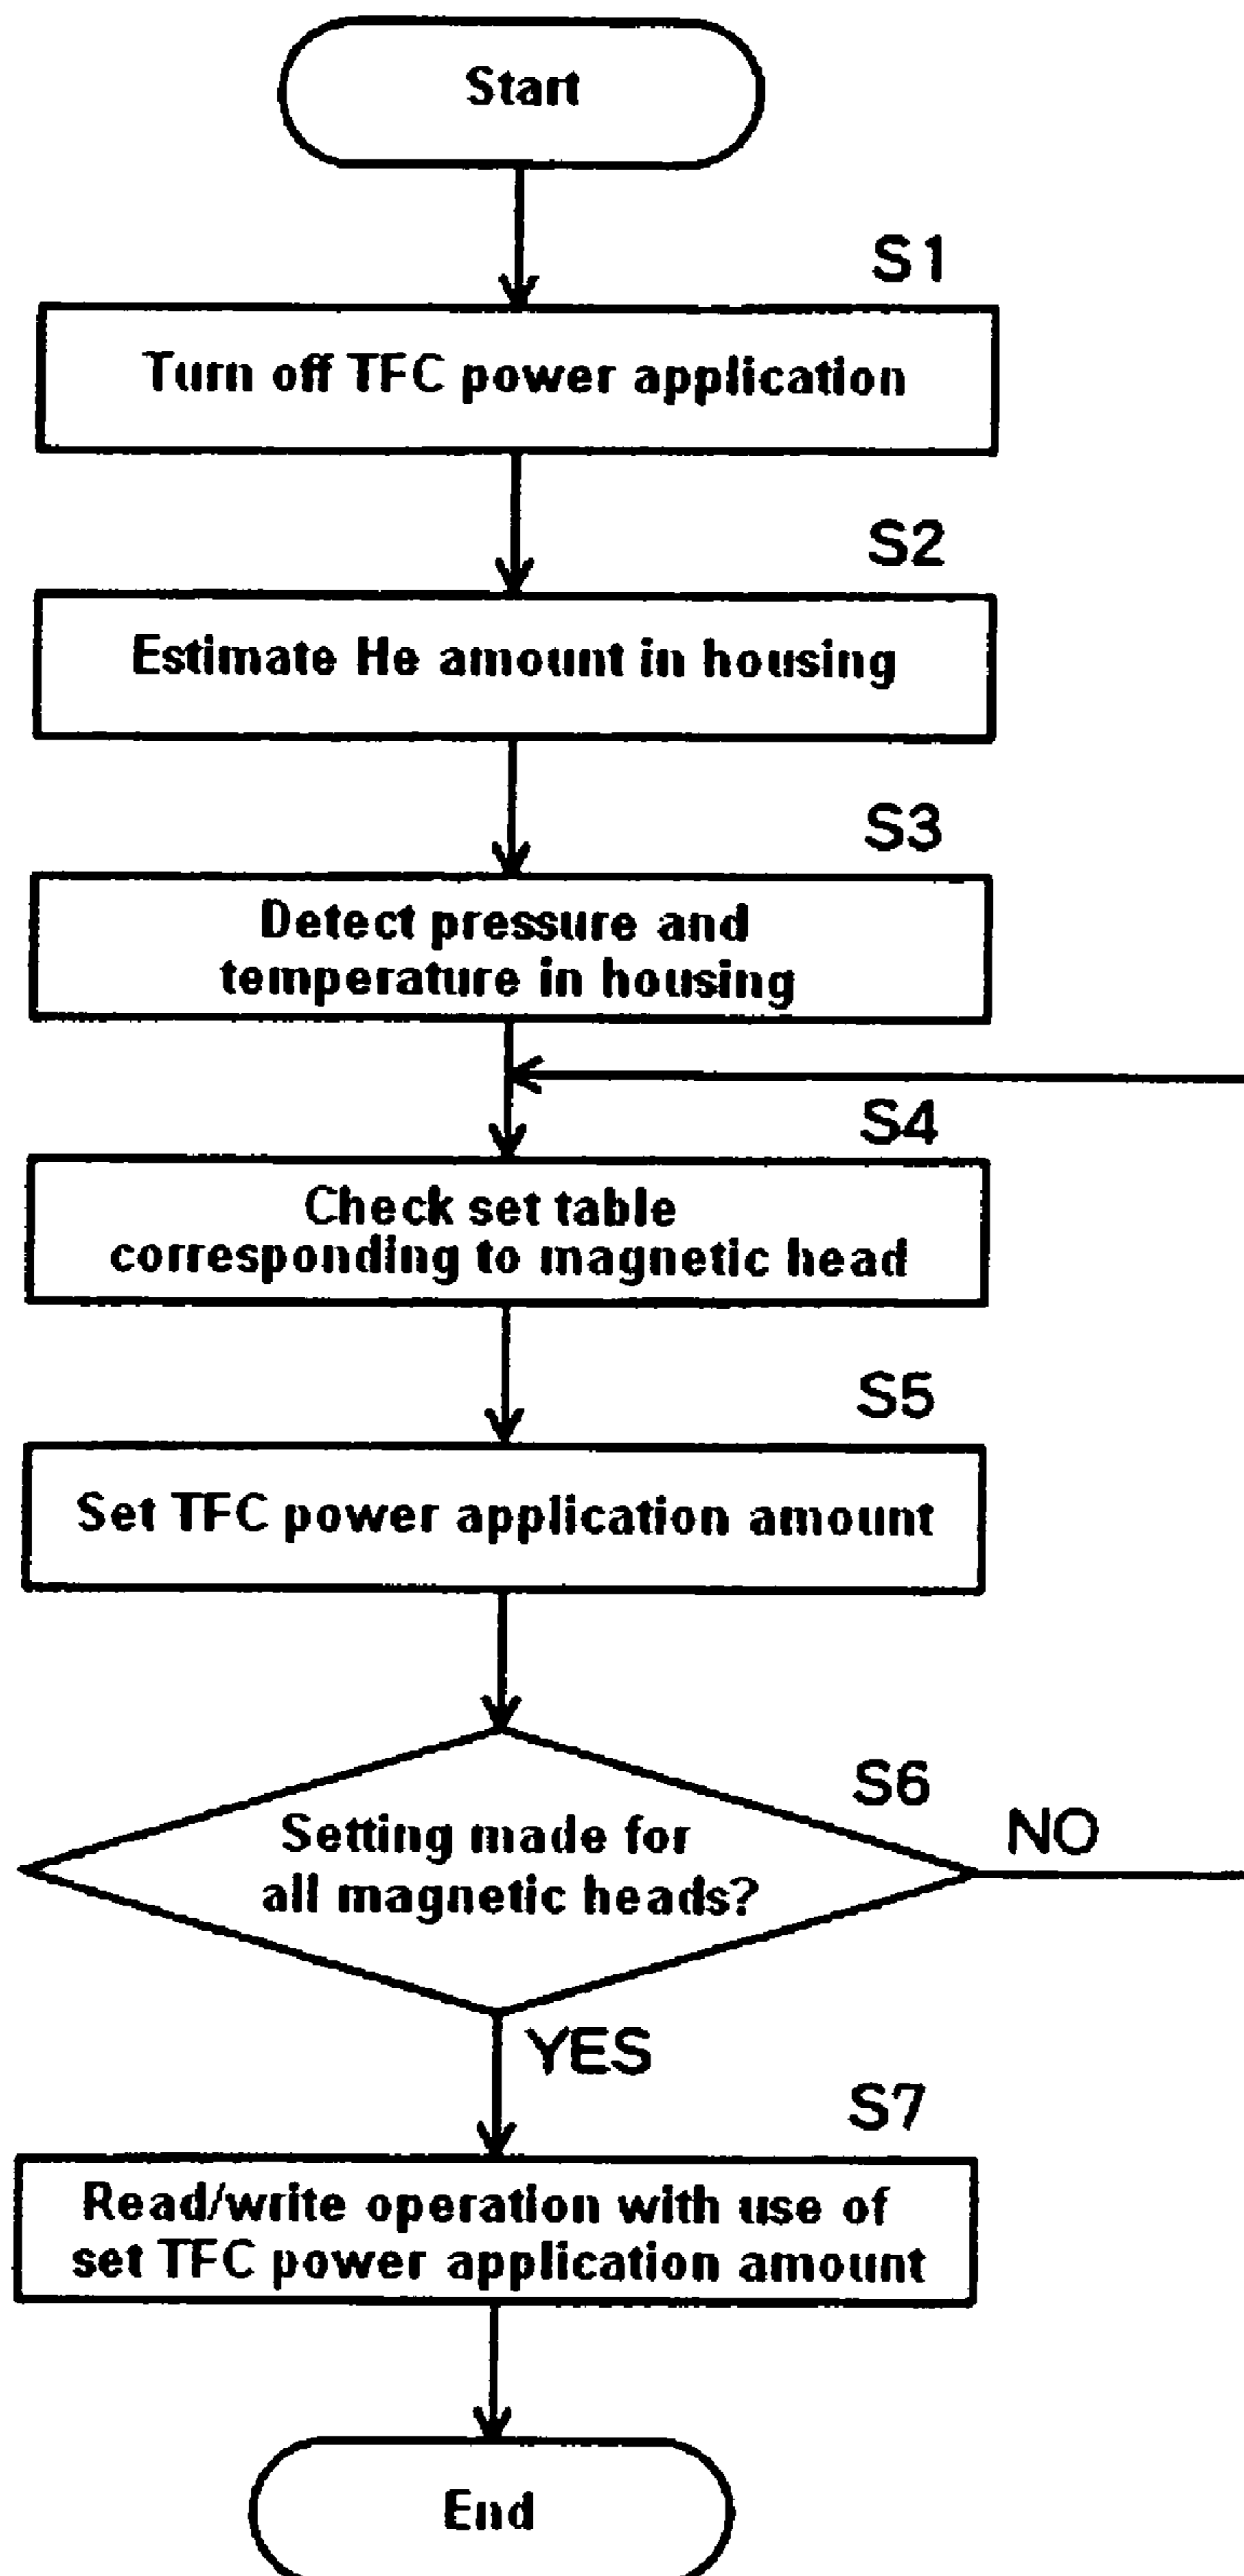 Start
S1
Turn off TFC power application
S2
Estimate He amount in housing
S3
Detect pressure and
temperature in housing
S4
Check set table
corresponding to magnetic head
S5
Set TFC power application amount
S6
Setting made for
all magnetic heads?
NO
YES
S7
Read/write operation with use of
set TFC power application amount
End